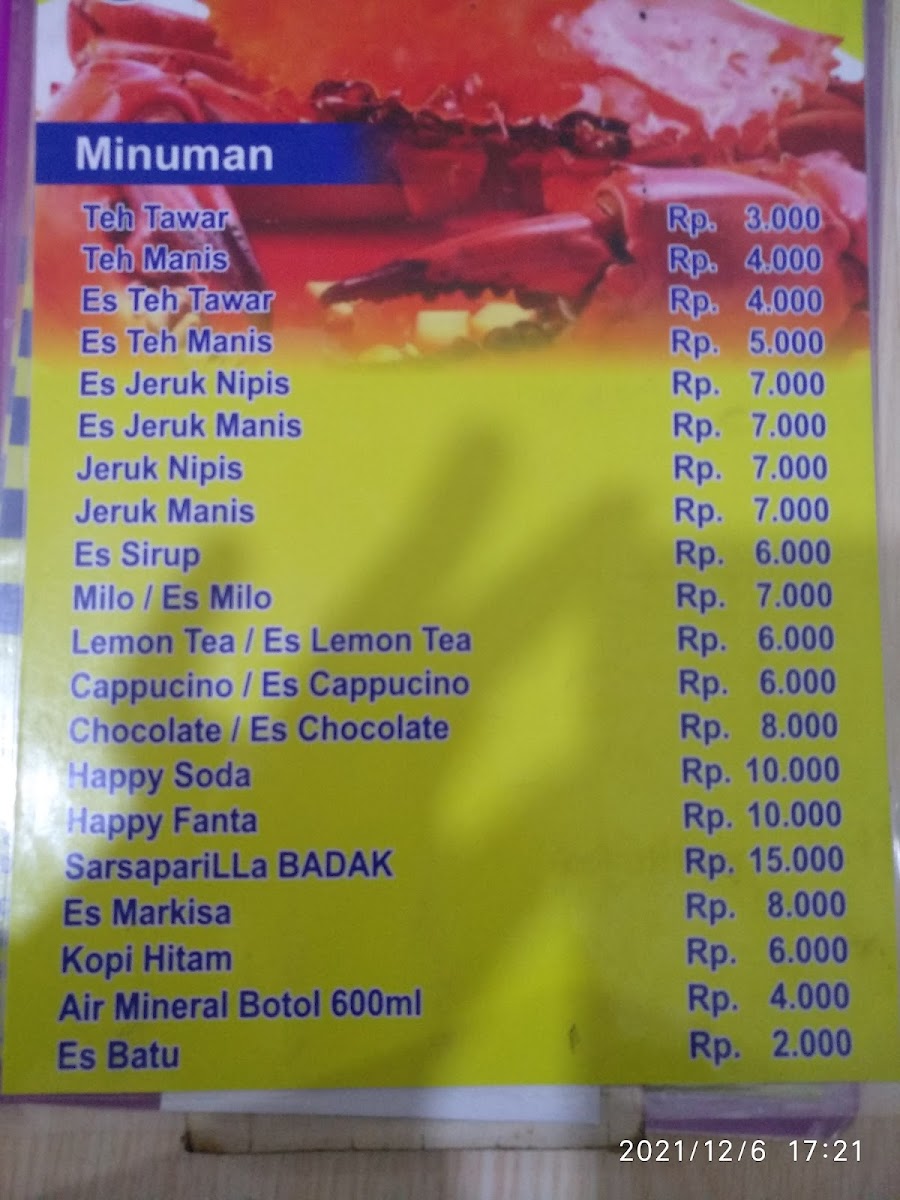 Minuman
Teh Tawar Rp. 3.000
Teh Manis Rp. 4.000
Es Teh Tawar Rp. 4.000
Es Teh Manis Rp. 5.000
Es Jeruk Nipis Rp. 7.000
Es Jeruk Manis Rp. 7.000
Jeruk Nipis Rp. 7.000
Jeruk Manis Rp. 7.000
Es Sirup Rp. 6.000
Milo / Es Milo Rp. 7.000
Lemon Tea / Es Lemon Tea Rp. 6.000
Cappucino / Es Cappucino Rp. 6.000
Chocolate / Es Chocolate Rp. 8.000
Happy Soda Rp. 10.000
Happy Fanta Rp. 10.000
SarsapariLLa BADAK Rp. 15.000
Es Markisa Rp. 8.000
Kopi Hitam Rp. 6.000
Air Mineral Botol 600ml Rp. 4.000
Es Batu Rp. 2.000
2021/12/6 17:21